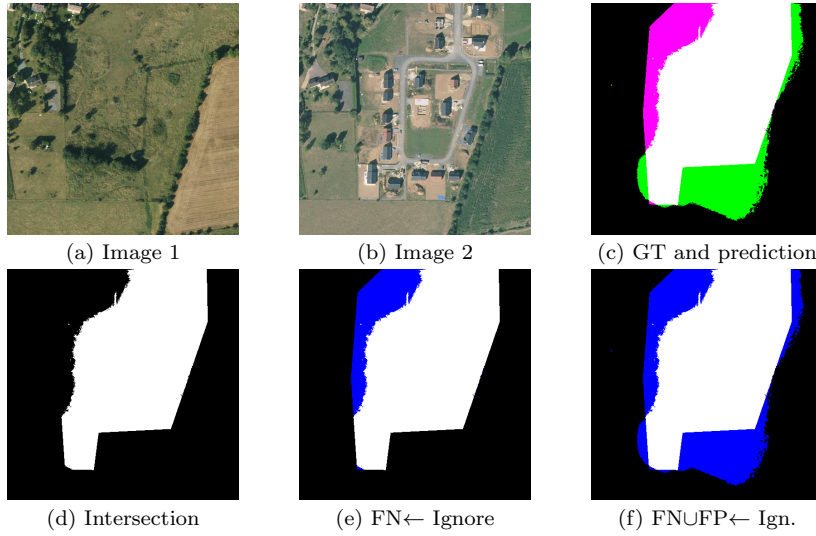 (a) Image 1
(b) Image 2
(c) GT and prediction
(d) Intersection
(e) FN← Ignore
(f) FN∪FP← Ign.